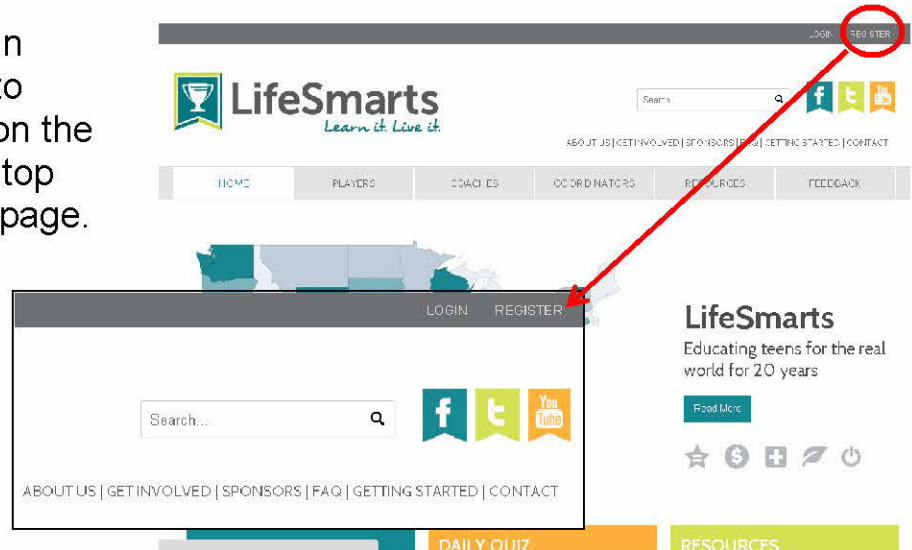 n
to
on the
top
page.
LOGIN REGISTER
LifeSmarts
Learn it. Live it.
Search
f t You Tube
ABOUT US | GET INVOLVED | SPONSORS | FAQ | GETTING STARTED | CONTACT
HOME PLAYERS COACHES COORDINATORS RESOURCES FEEDBACK
LOGIN REGISTER
Search...
f t You Tube
ABOUT US | GET INVOLVED | SPONSORS | FAQ | GETTING STARTED | CONTACT
LifeSmarts
Educating teens for the real
world for 20 years
Read More
DAILY QUIZ
RESOURCES